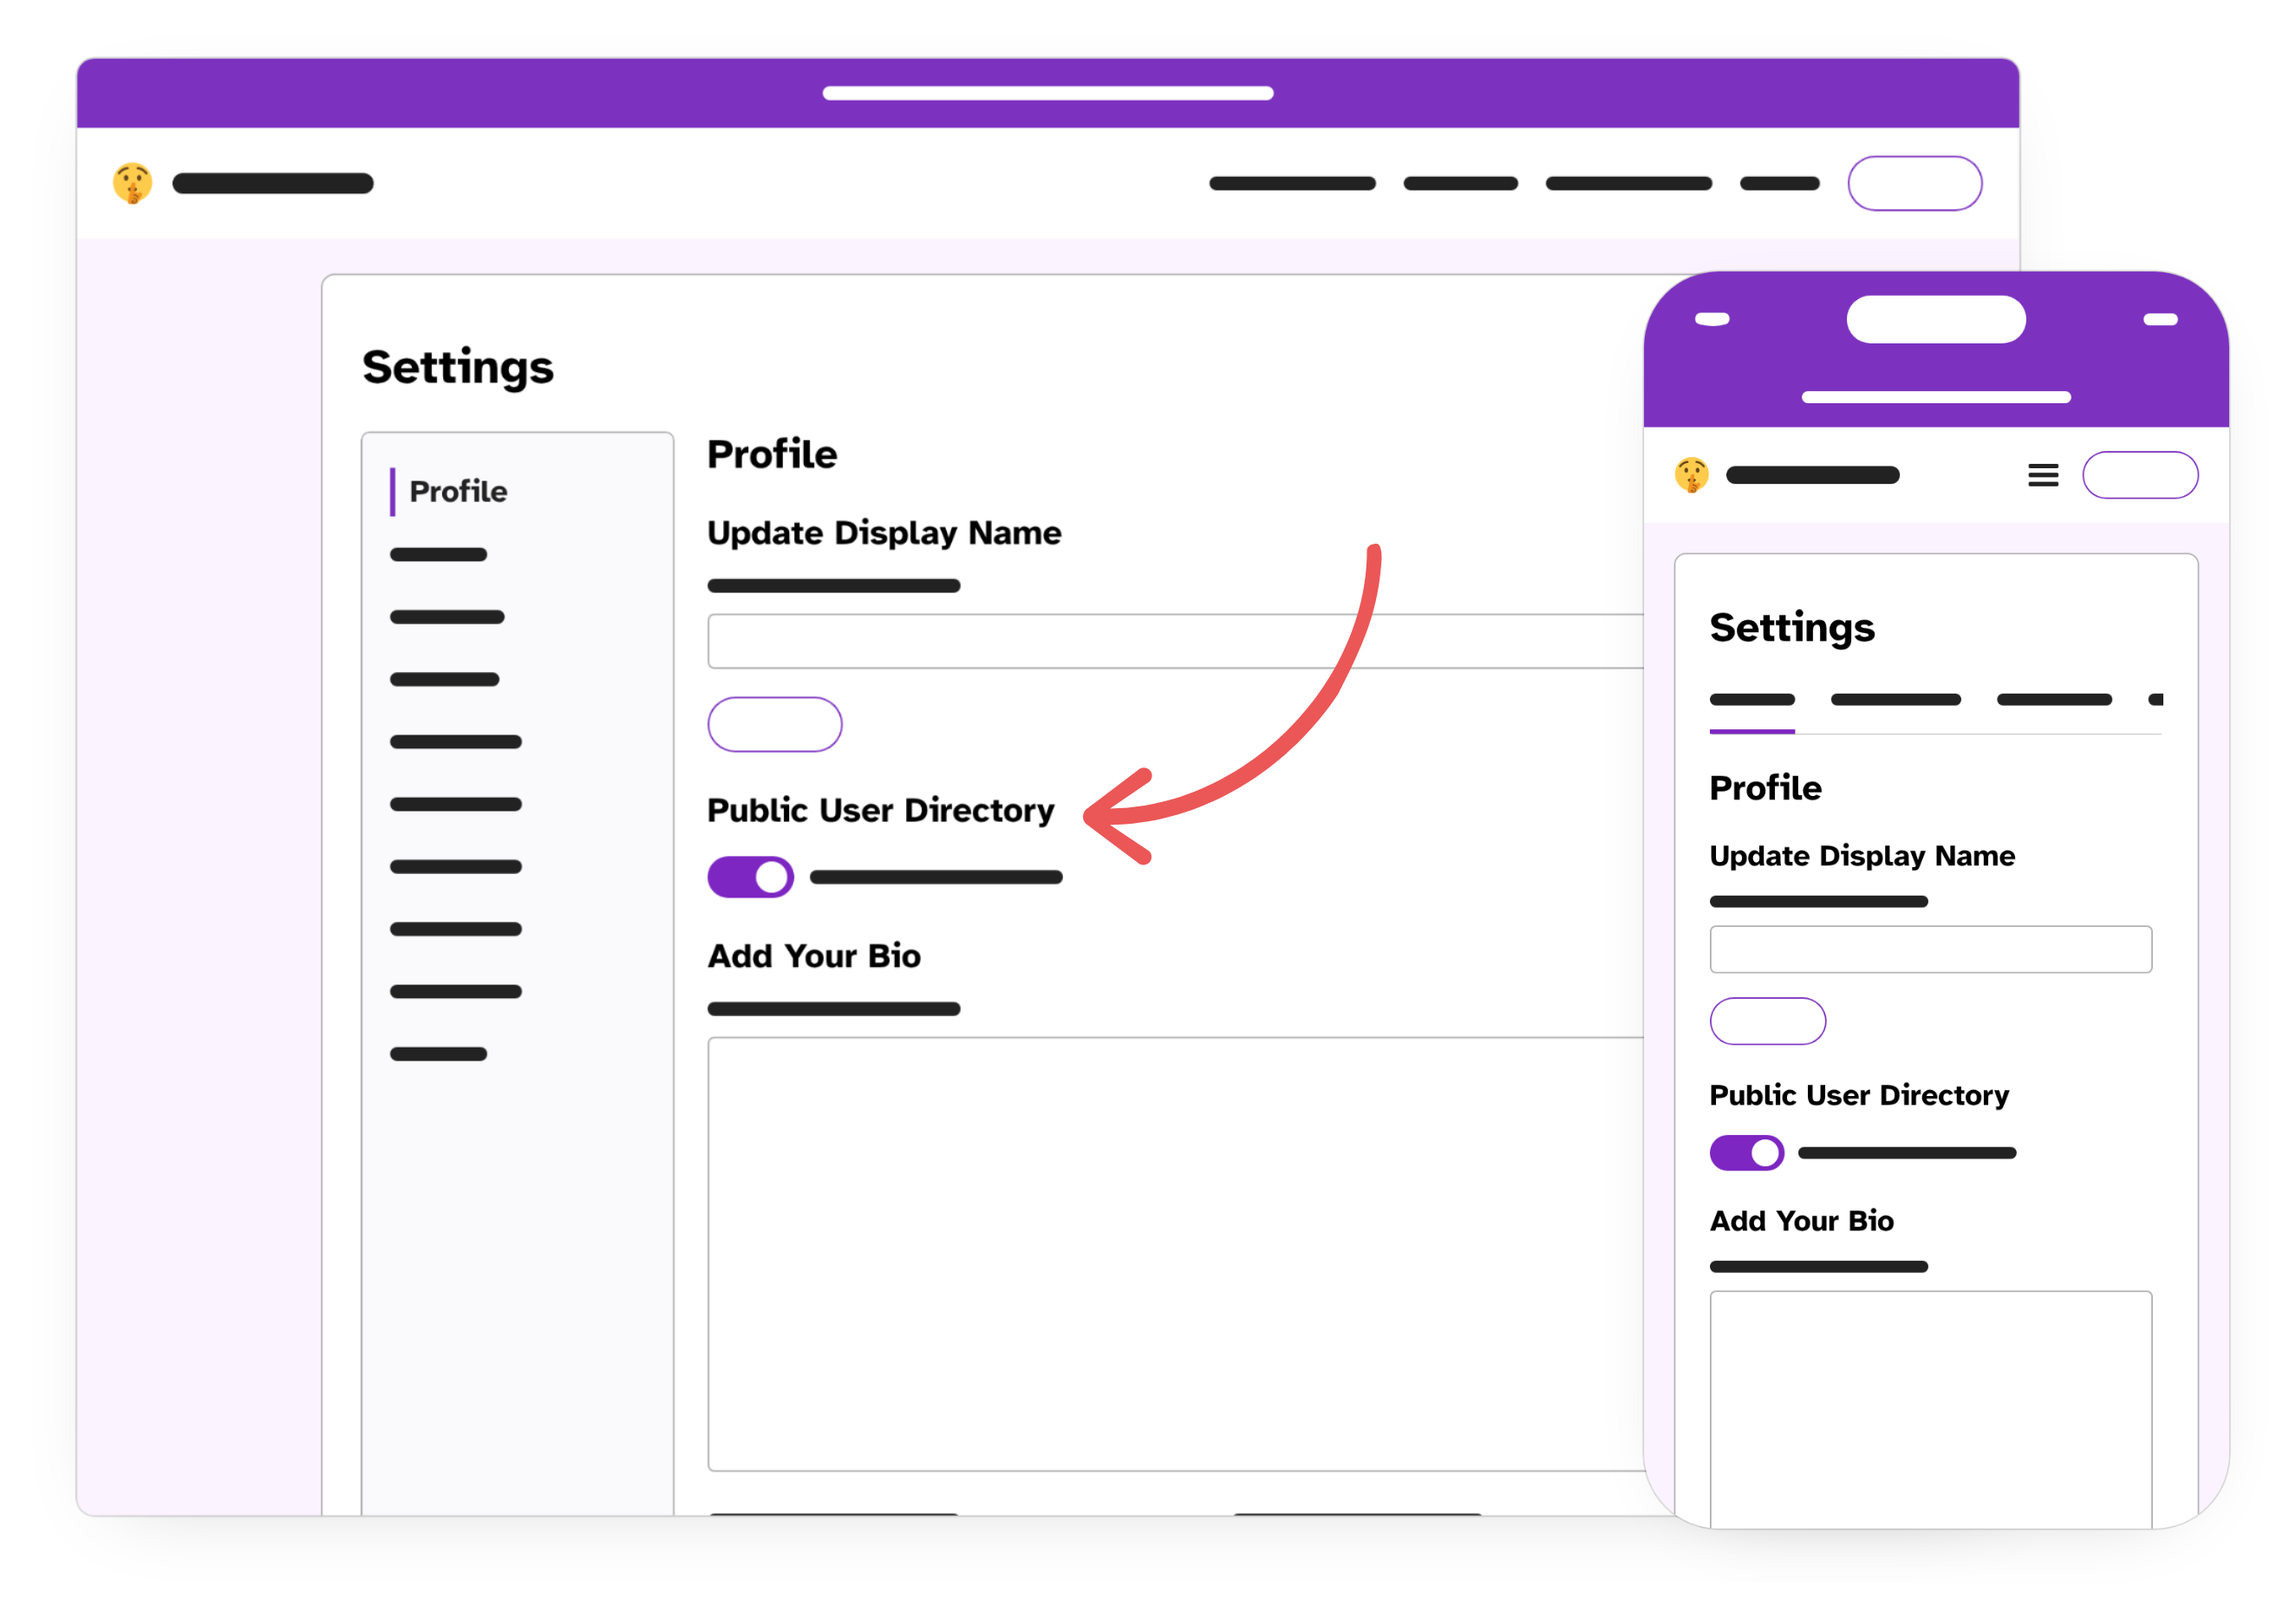 Settings
Profile
Profile
Update Display Name
Public User Directory
Add Your Bio
Settings
Profile
Update Display Name
Public User Directory
Add Your Bio